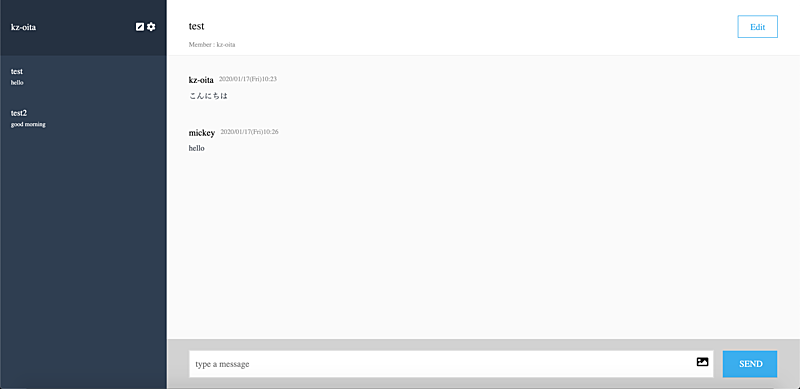 kz-oita
test
hello
test2
good morning
test
Member : kz-oita
Edit
kz-oita 2020/01/17(Fri)10:23
こんにちは
mickey 2020/01/17(Fri)10:26
hello
type a message
SEND